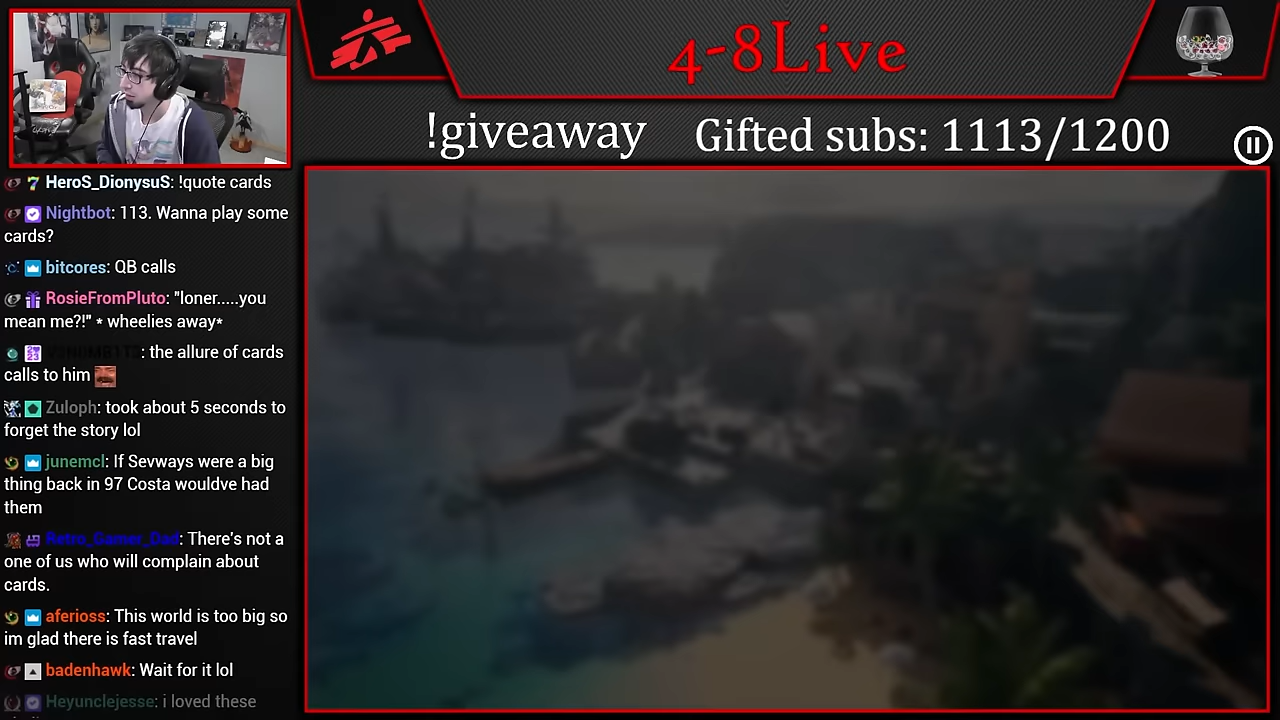 4-8Live
!giveaway Gifted subs: 1113/1200
HeroS_DionysuS: !quote cards
Nightbot: 113. Wanna play some
cards?
bitcores: QB calls
RosieFromPluto: "loner.....you
mean me?!" * wheelies away*
: the allure of cards
calls to him
Zuloph: took about 5 seconds to
forget the story lol
junemcl: If Sevways were a big
thing back in 97 Costa wouldve had
them
Retro_Gamer_Dad: There's not a
one of us who will complain about
cards.
aferioss: This world is too big so
im glad there is fast travel
badenhawk: Wait for it lol
Heyunclejesse: i loved these